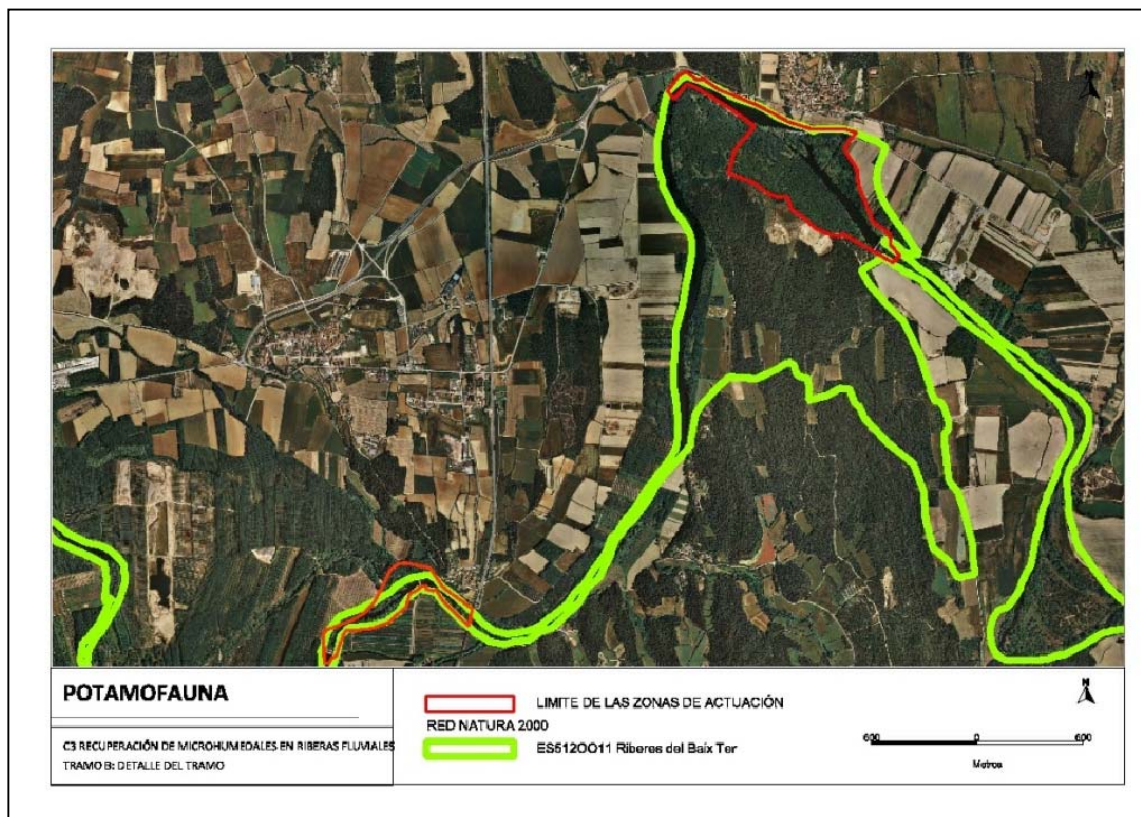 POTAMOFAUNA
C3 RECUPERACIÓN DE MICROHUMEDALES EN RIBERAS FLUVIALES
TRAMO B: DETALLE DEL TRAMO
LIMITE DE LAS ZONAS DE ACTUACIÓN
RED NATURA 2000
ES5120011 Riberes del Baix Ter
N
600 0 600
Metros